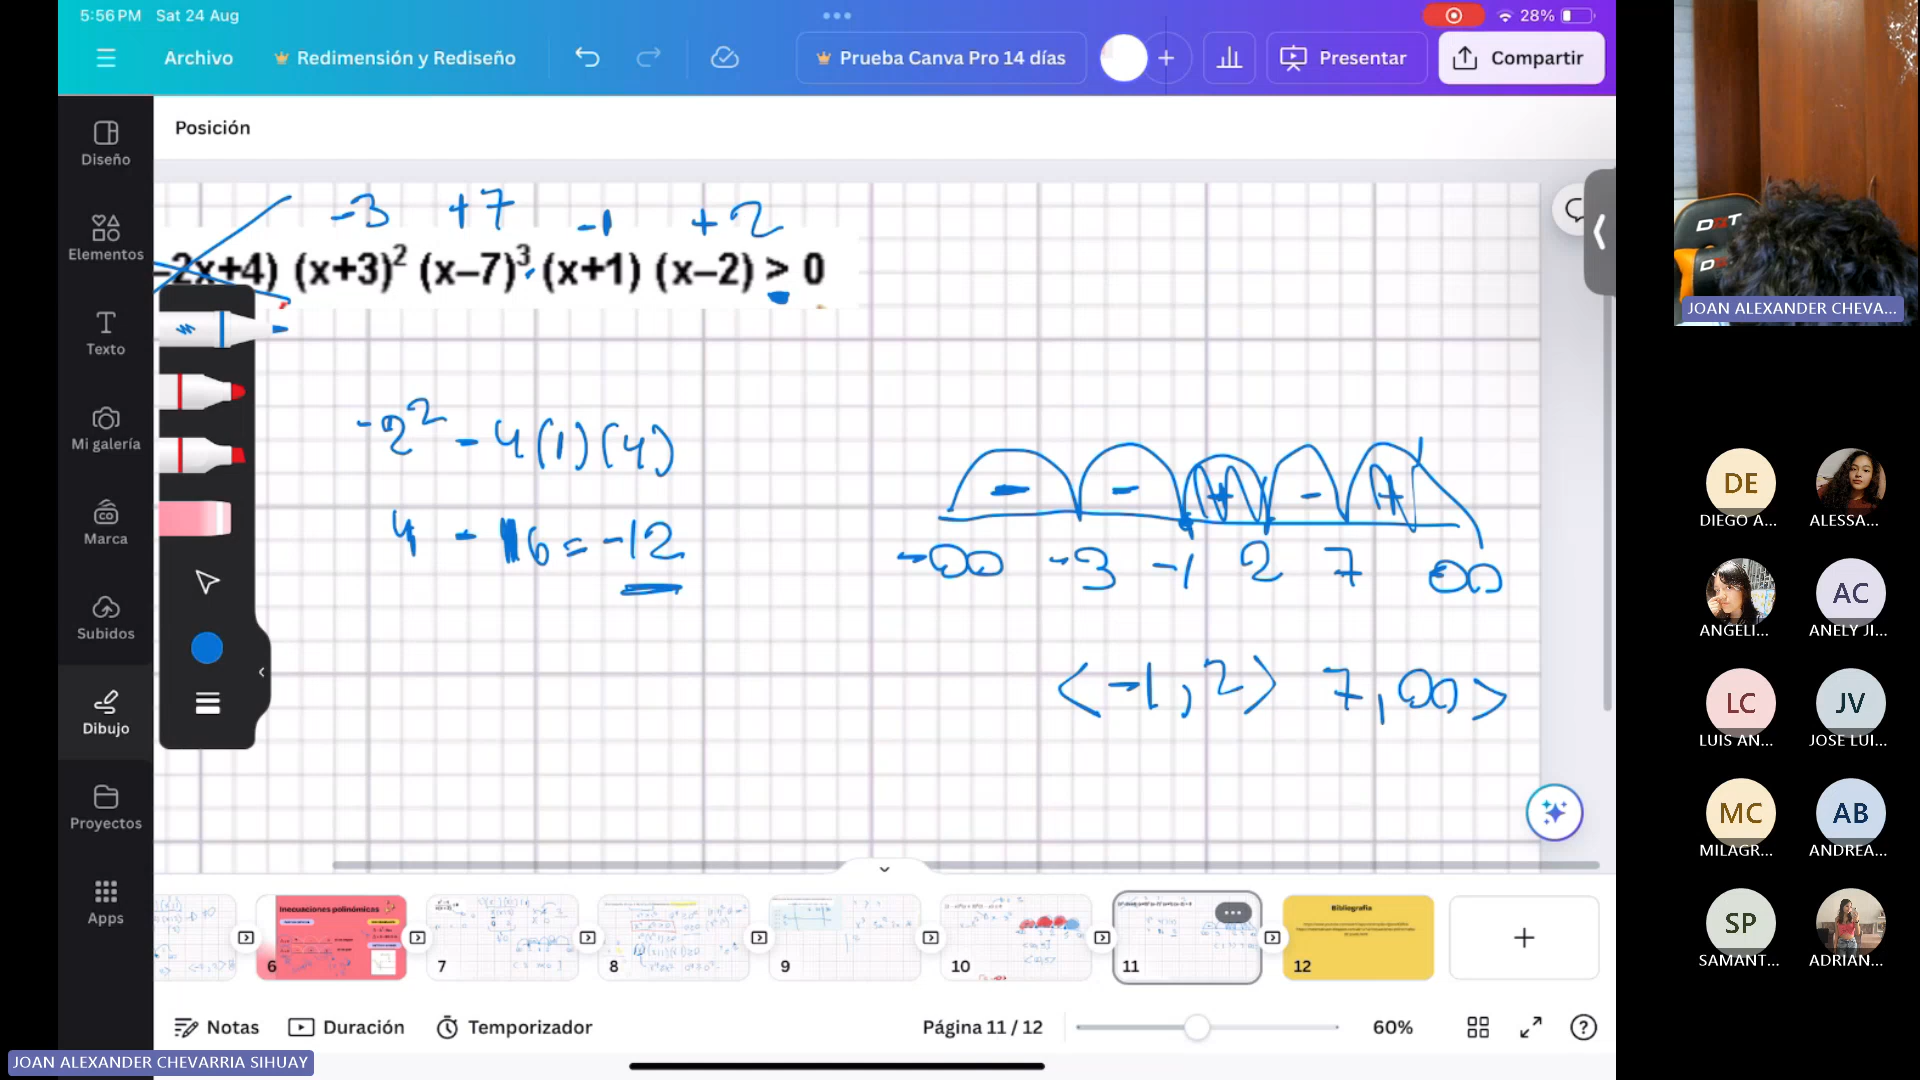 5:56 PM Sat 24 Aug
28%
Archivo
Redimensión y Rediseño
Prueba Canva Pro 14 días
Presentar
Compartir
Posición
Diseño
Elementos
Texto
Mi galería
Marca
Subidos
Dibujo
Proyectos
Apps
-3 +7 -1 +2
-2x+4) (x+3)² (x–7)³ (x+1) (x–2) > 0
-2² - 4(1)(4)
4 - 16 = -12
- - + - +
-∞ -3 -1 2 7 ∞
<-1, 2> 7, ∞>
Inecuaciones polinómicas
Bibliografía
6
7
8
9
10
11
12
Notas
Duración
Temporizador
Página 11 / 12
60%
JOAN ALEXANDER CHEVARRIA SIHUAY
JOAN ALEXANDER CHEVA...
DE
DIEGO A...
ALESSA...
ANGELI...
AC
ANELY JI...
LC
LUIS AN...
JV
JOSE LUI...
MC
MILAGR...
AB
ANDREA...
SP
SAMANT...
ADRIAN...